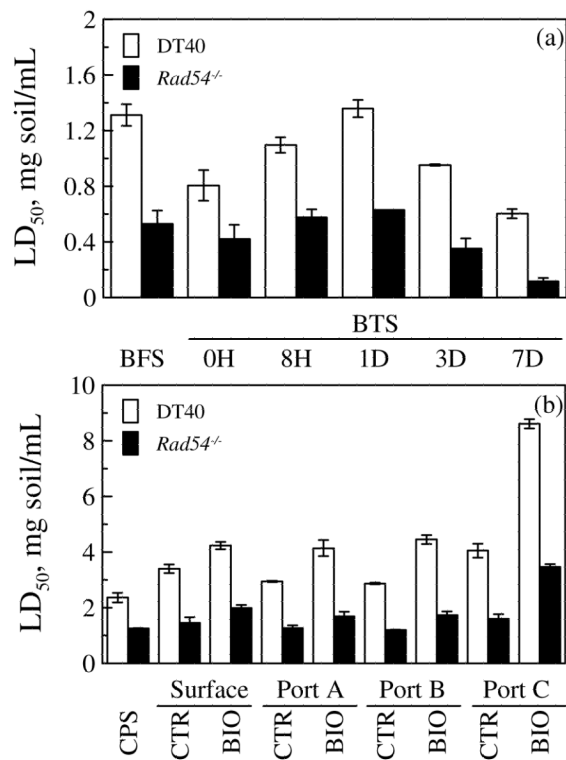 2
(a)
DT40
1.6
Rad54-/-
1.2
0.8
0.4
0
LD50, mg soil/mL
BTS
BFS 0H 8H 1D 3D 7D
10
(b)
DT40
8
Rad54-/-
6
4
2
0
LD50, mg soil/mL
Surface Port A Port B Port C
CPS CTR BIO CTR BIO CTR BIO CTR BIO